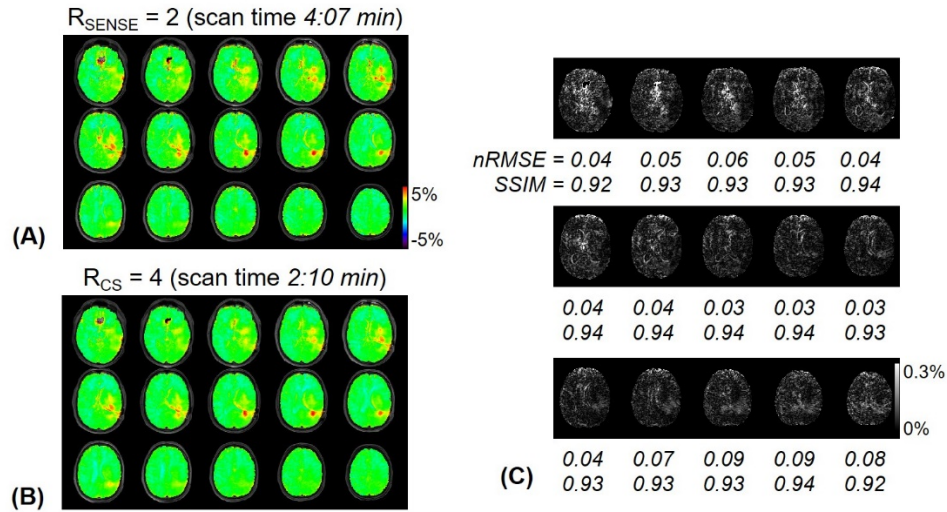 R_SENSE = 2 (scan time 4:07 min)
5%
-5%
(A)
R_CS = 4 (scan time 2:10 min)
(B)
nRMSE = 0.04 0.05 0.06 0.05 0.04
SSIM = 0.92 0.93 0.93 0.93 0.94
0.04 0.04 0.03 0.03 0.03
0.94 0.94 0.94 0.94 0.93
0.3%
0%
0.04 0.07 0.09 0.09 0.08
0.93 0.93 0.93 0.94 0.92
(C)